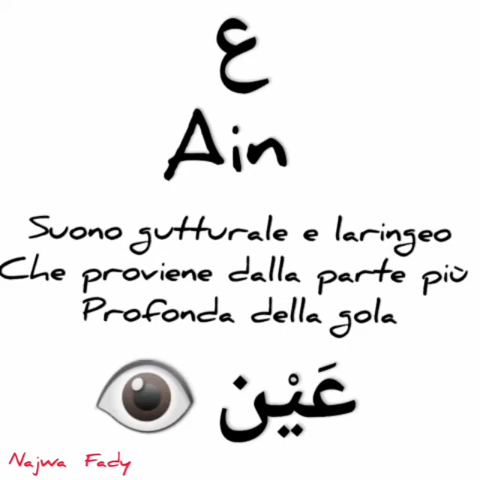 ع
Ain
Suono gutturale e laringeo
Che proviene dalla parte più
Profonda della gola
عَيْن
Najwa Fady